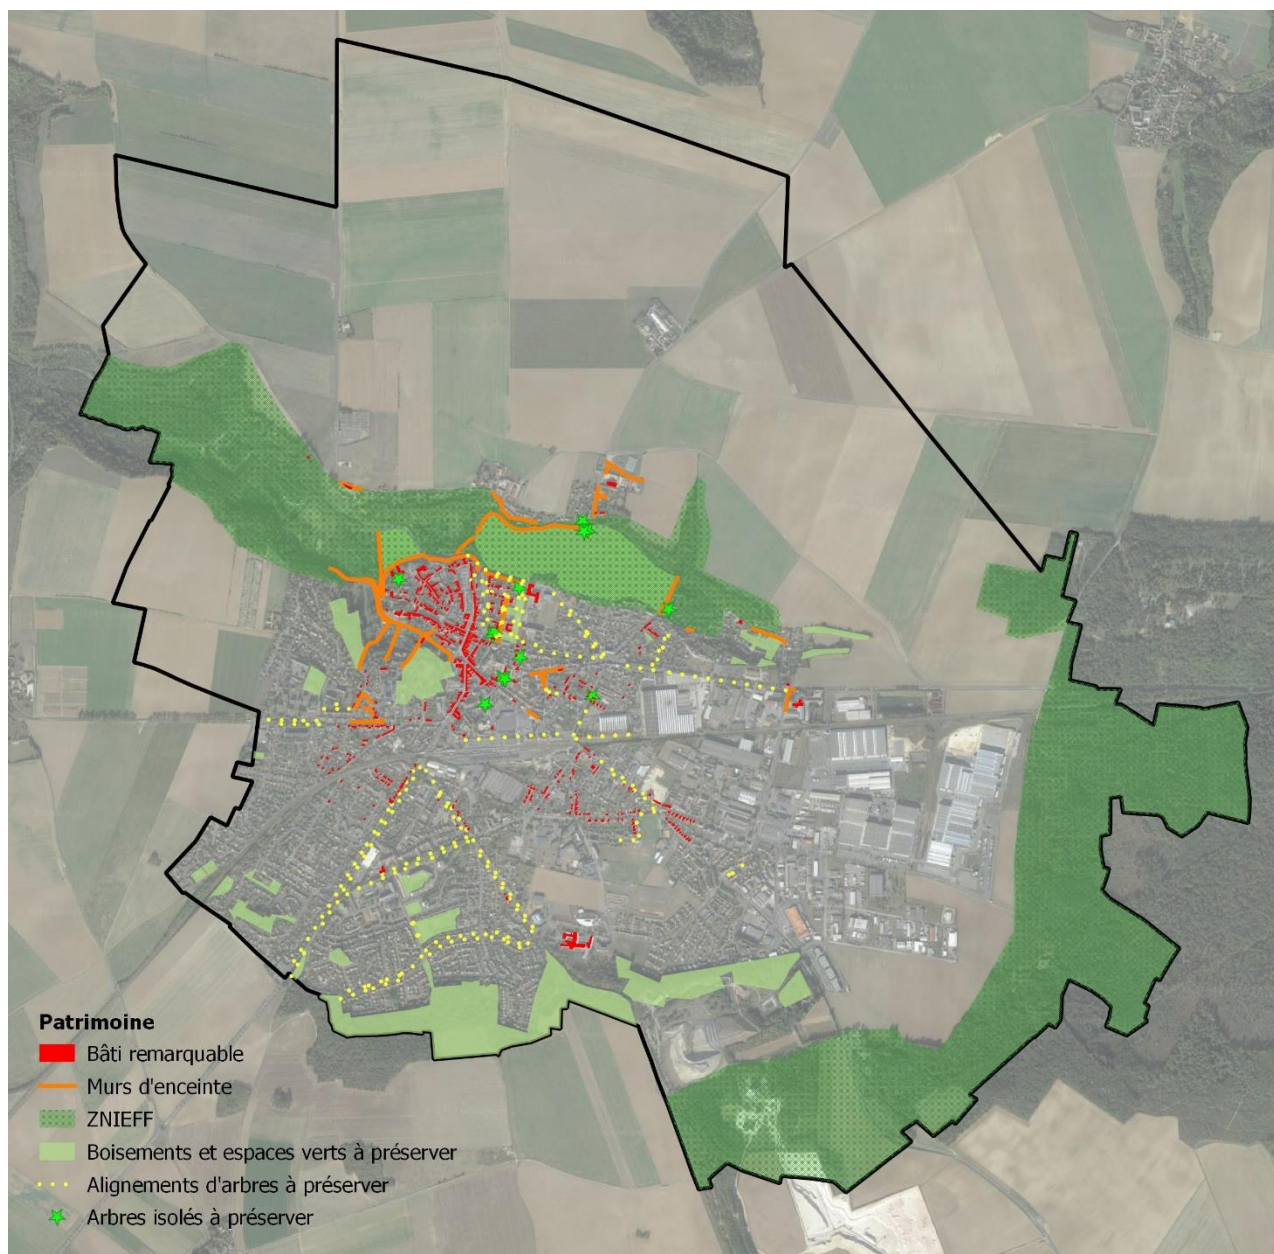 Patrimoine
Bâti remarquable
Murs d'enceinte
ZNIEFF
Boisements et espaces verts à préserver
Alignements d'arbres à préserver
Arbres isolés à préserver